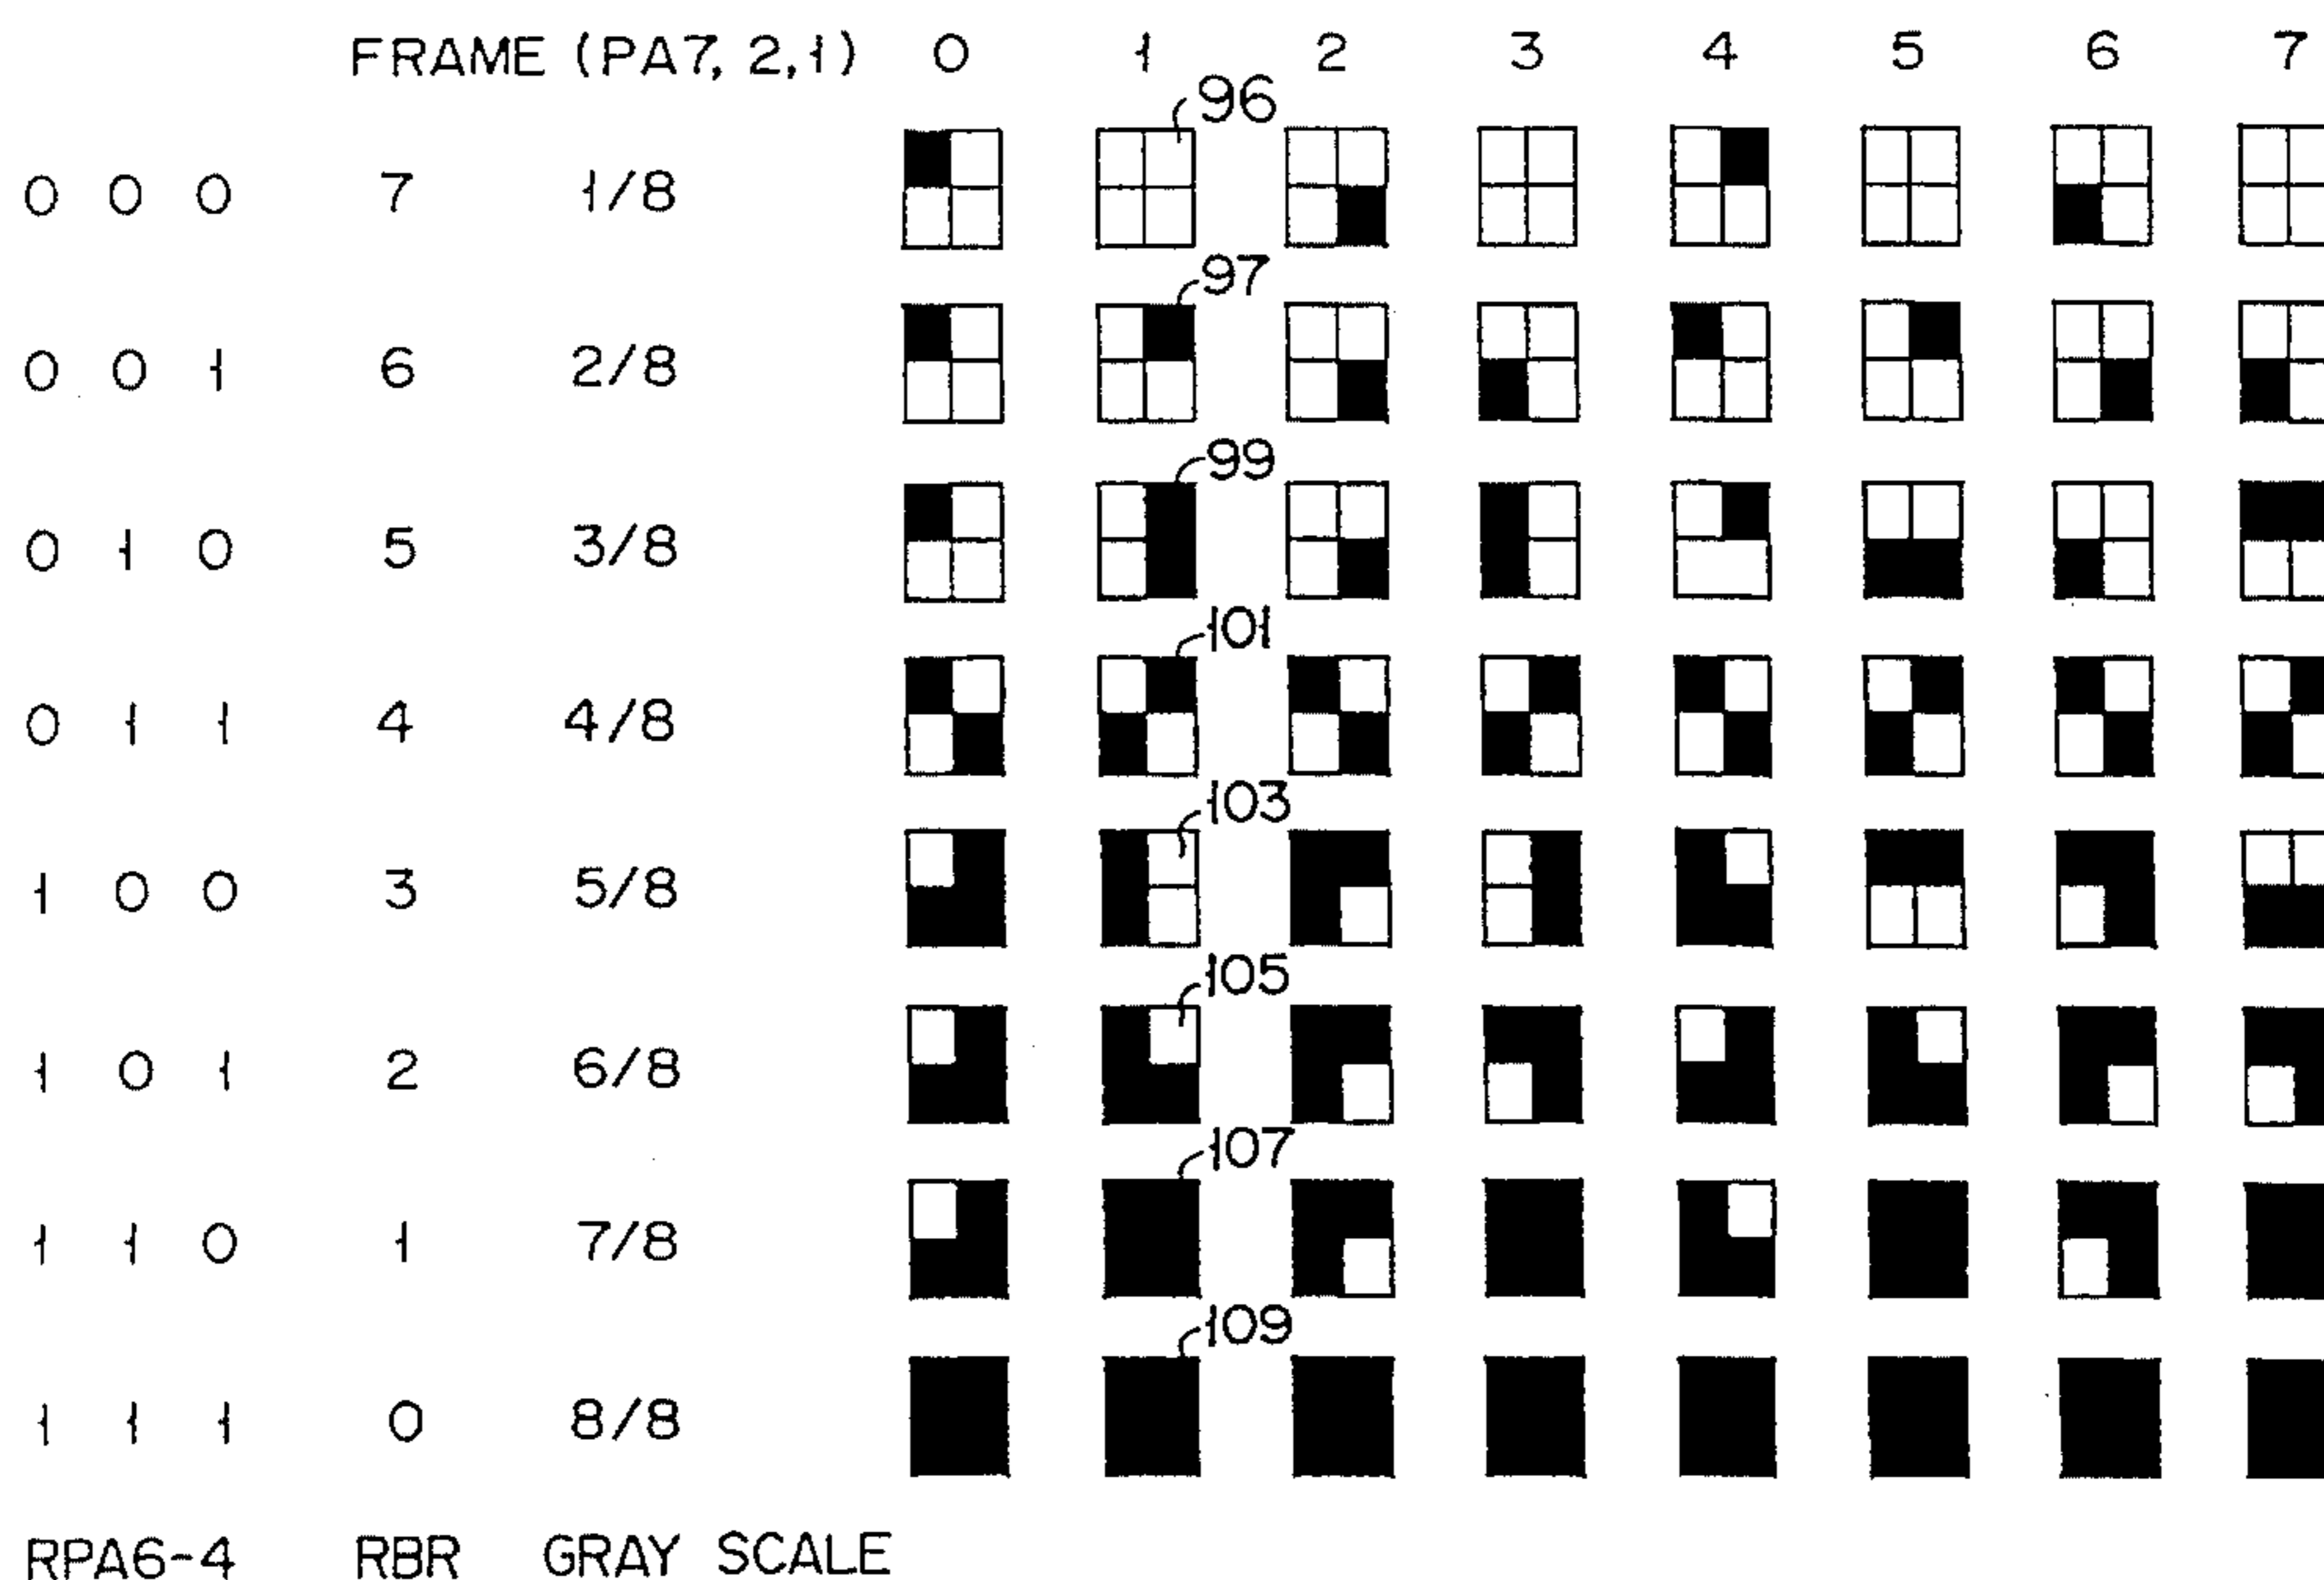 FRAME (PA7, 2, 1) 0 1 2 3 4 5 6 7
96
0 0 0 7 1/8
97
0 0 1 6 2/8
99
0 1 0 5 3/8
101
0 1 1 4 4/8
103
1 0 0 3 5/8
105
1 0 1 2 6/8
107
1 1 0 1 7/8
109
1 1 1 0 8/8
RPA6-4 RBR GRAY SCALE